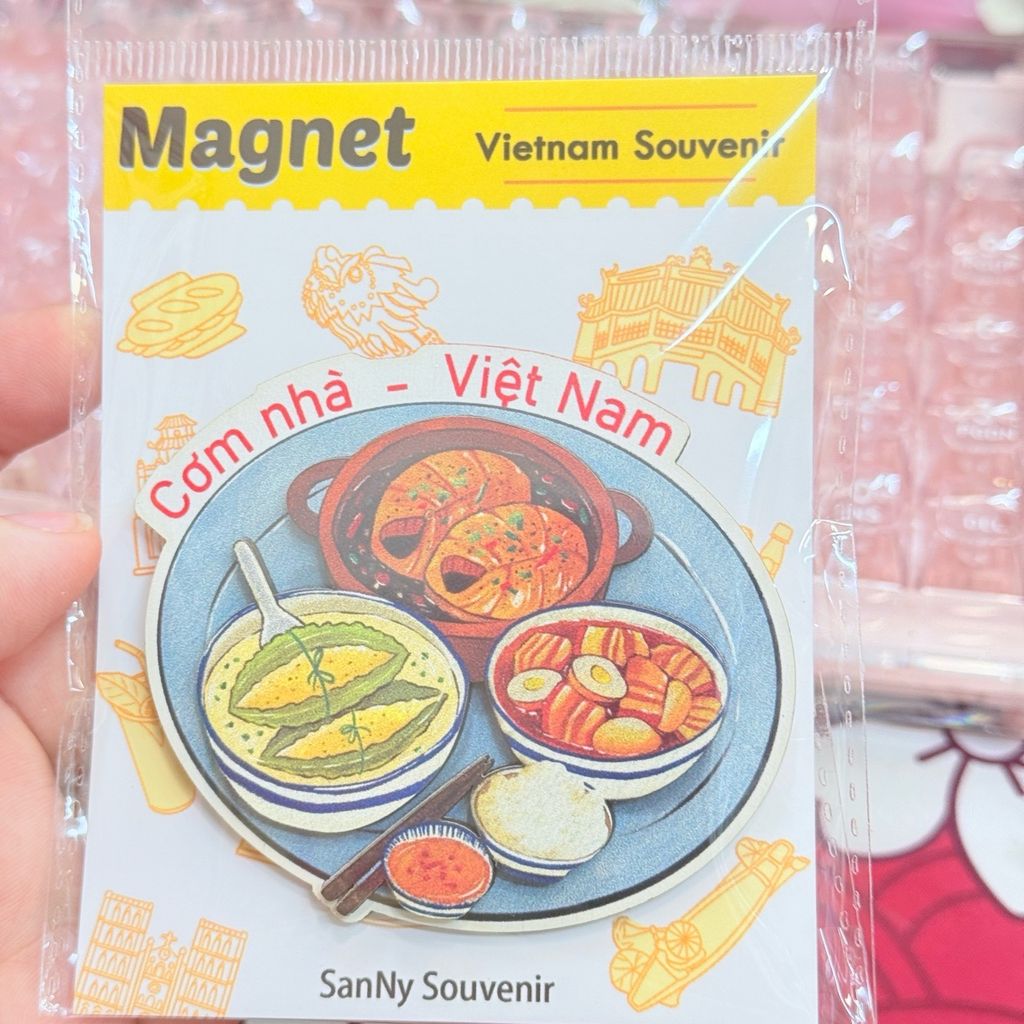 Magnet
Vietnam Souvenir
Cơm nhà - Việt Nam
SanNy Souvenir